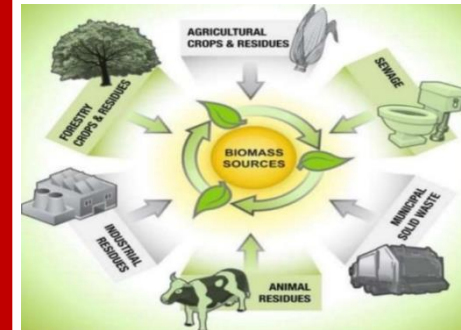 AGRICULTURAL
CROPS & RESIDUES
SEWAGE
FORESTRY
CROPS & RESIDUES
BIOMASS
SOURCES
INDUSTRIAL
RESIDUES
MUNICIPAL
SOLID WASTE
ANIMAL
RESIDUES